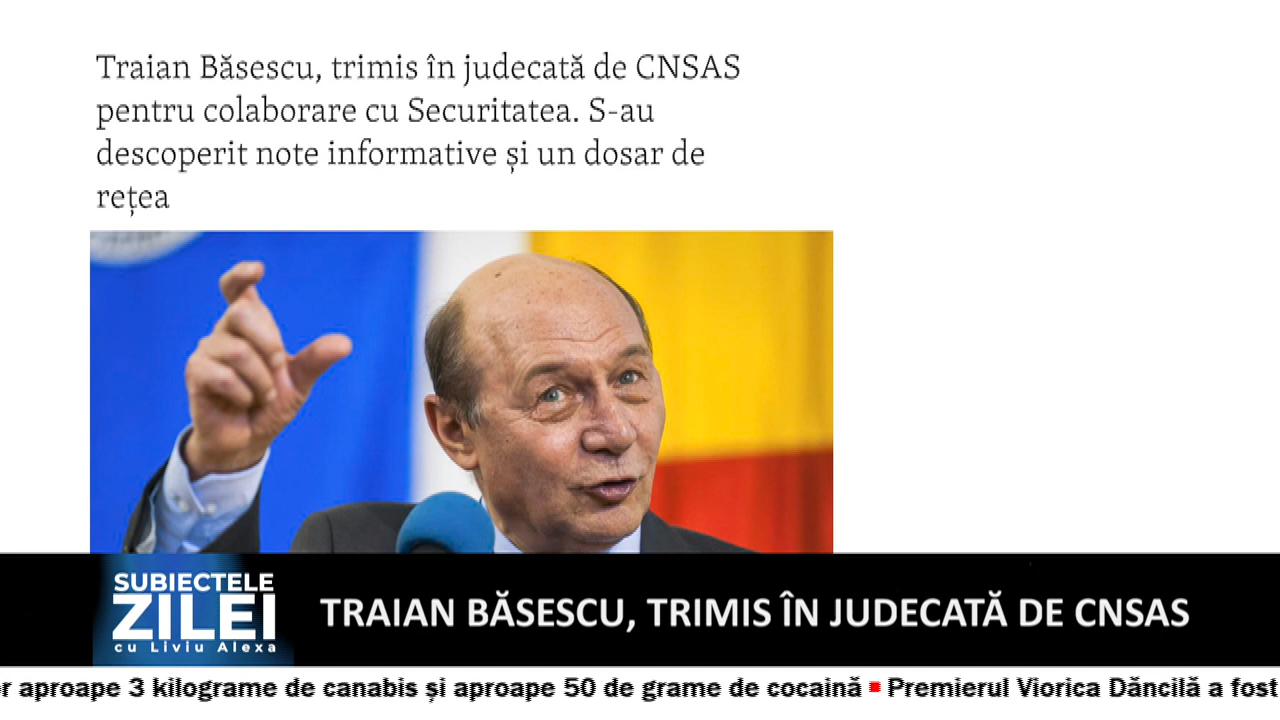 Traian Băsescu, trimis în judecată de CNSAS
pentru colaborare cu Securitatea. S-au
descoperit note informative și un dosar de
rețea
SUBIECTELE
ZILEI
cu Liviu Alexa
TRAIAN BĂSESCU, TRIMIS ÎN JUDECATĂ DE CNSAS
r aproape 3 kilograme de canabis și aproape 50 de grame de cocaină ▪ Premierul Viorica Dăncilă a fost